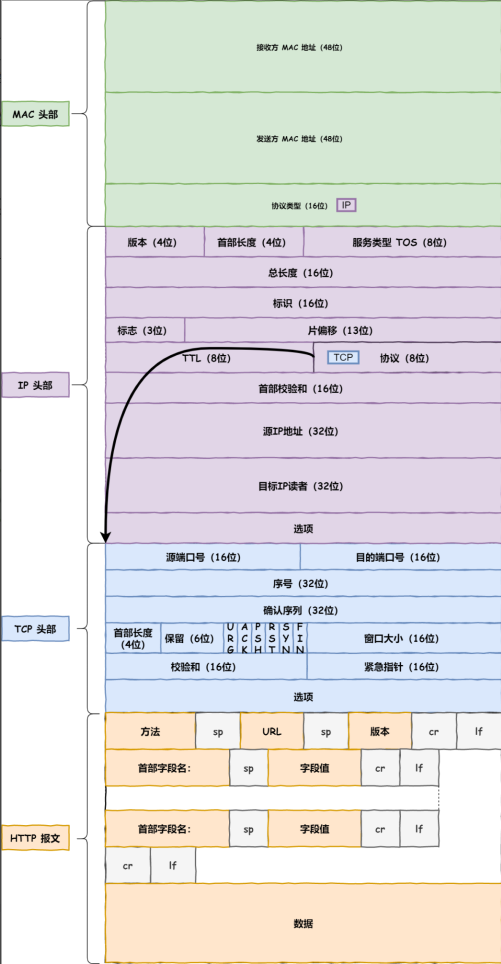 接收方 MAC 地址 (48位)
MAC 头部
发送方 MAC 地址 (48位)
协议类型 (16位) IP
版本 (4位) 首部长度 (4位) 服务类型 TOS (8位)
总长度 (16位)
标识 (16位)
标志 (3位) 片偏移 (13位)
TTL (8位) TCP 协议 (8位)
IP 头部
首部校验和 (16位)
源IP地址 (32位)
目标IP读者 (32位)
选项
源端口号 (16位) 目的端口号 (16位)
序号 (32位)
确认序列 (32位)
TCP 头部
首部长度
(4位) 保留 (6位) URG ACK PSH RST SYN FIN 窗口大小 (16位)
校验和 (16位) 紧急指针 (16位)
选项
方法 sp URL sp 版本 cr lf
首部字段名: sp 字段值 cr lf
HTTP 报文
首部字段名: sp 字段值 cr lf
cr lf
数据